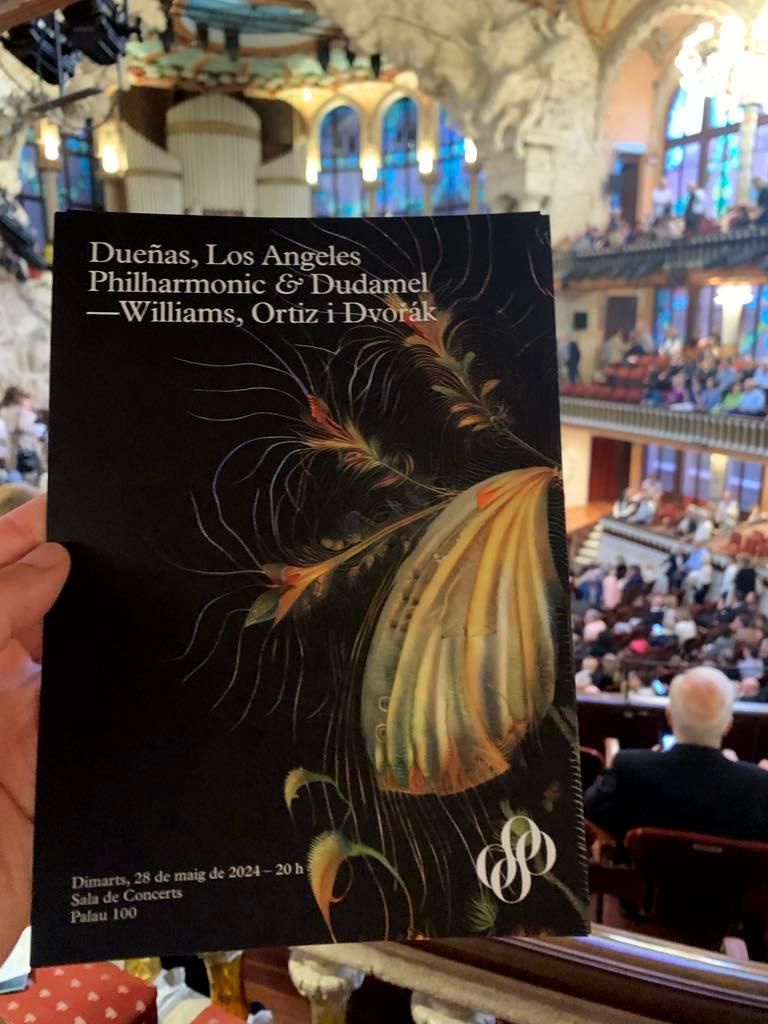 Dueñas, Los Angeles
Philharmonic & Dudamel
—Williams, Ortiz i Dvořák
Dimarts, 28 de maig de 2024 – 20 h
Sala de Concerts
Palau 100